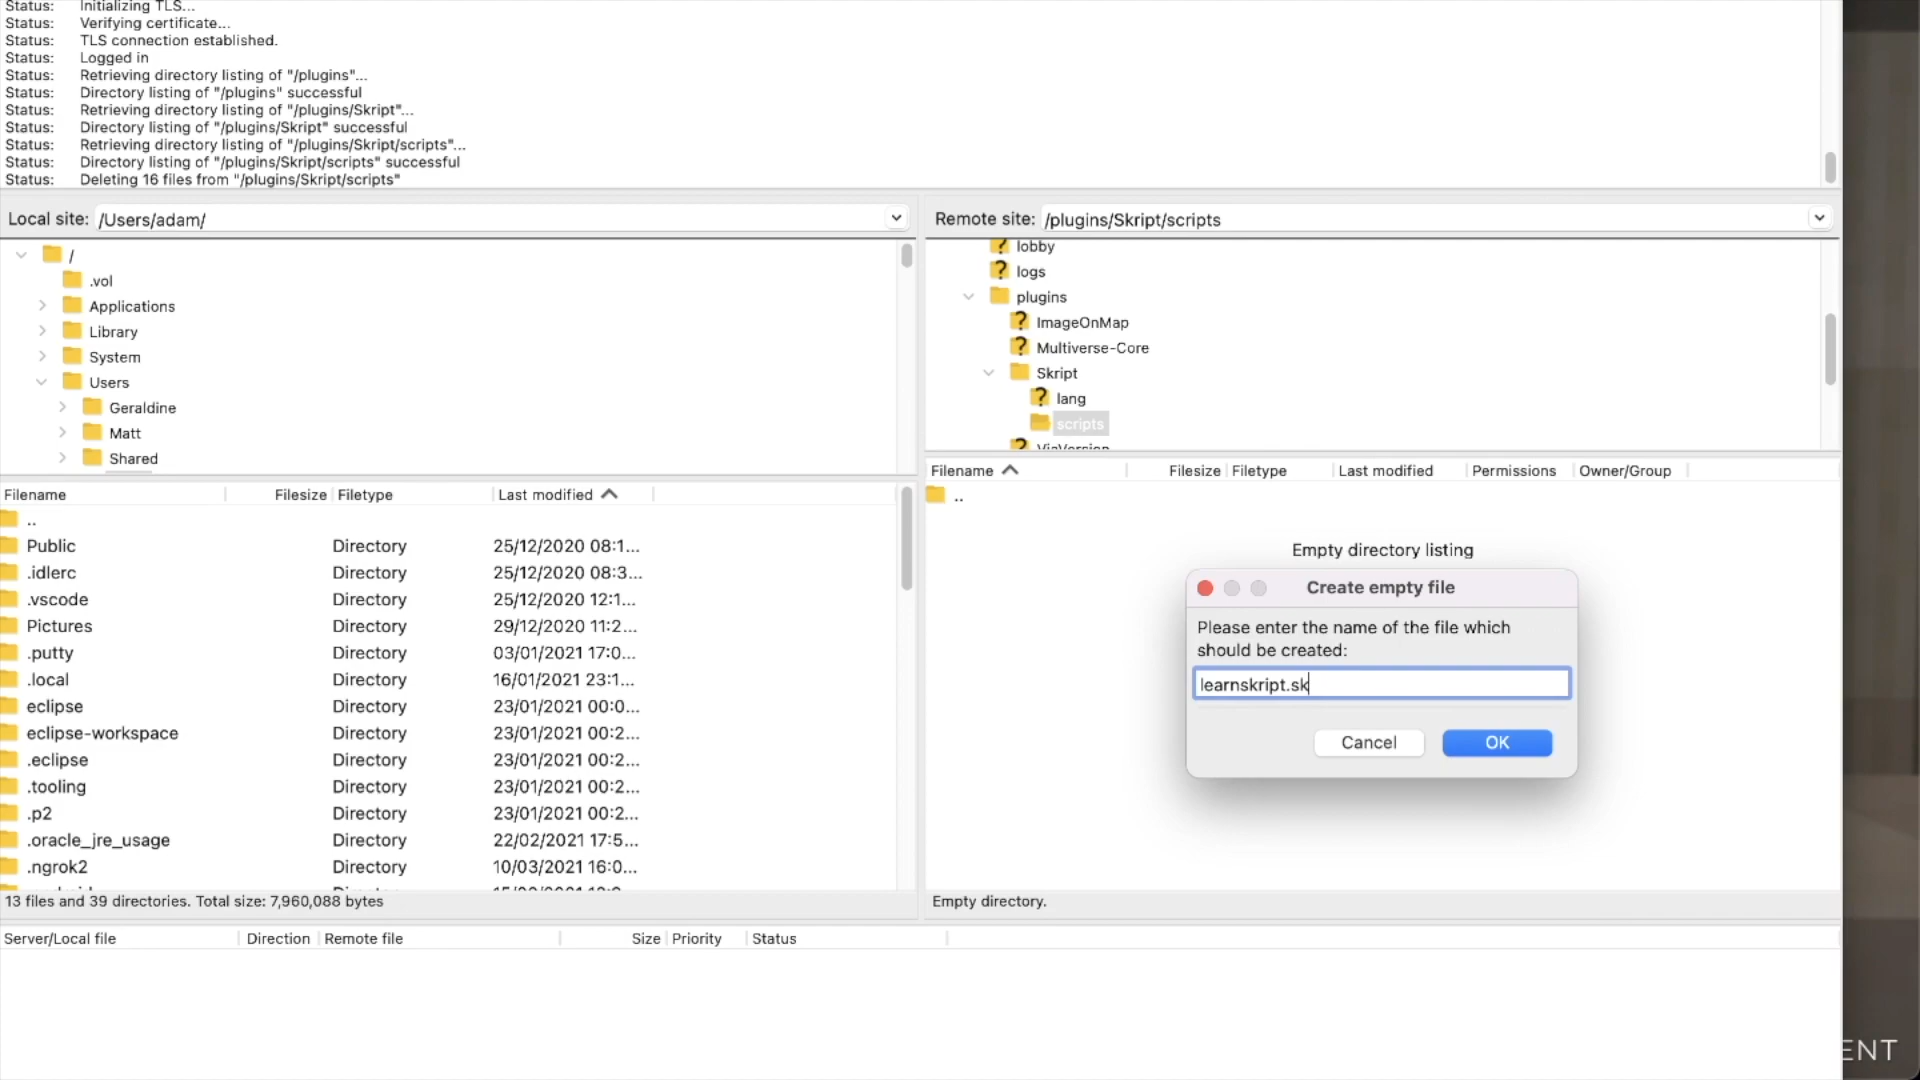 Status: Initializing TLS...
Status: Verifying certificate...
Status: TLS connection established.
Status: Logged in
Status: Retrieving directory listing of "/plugins"...
Status: Directory listing of "/plugins" successful
Status: Retrieving directory listing of "/plugins/Skript"...
Status: Directory listing of "/plugins/Skript" successful
Status: Retrieving directory listing of "/plugins/Skript/scripts"...
Status: Directory listing of "/plugins/Skript/scripts" successful
Status: Deleting 16 files from "/plugins/Skript/scripts"
Local site: /Users/adam/
/
.vol
Applications
Library
System
Users
Geraldine
Matt
Shared
Filename Filesize Filetype Last modified
..
Public Directory 25/12/2020 08:1...
.idlerc Directory 25/12/2020 08:3...
.vscode Directory 25/12/2020 12:1...
Pictures Directory 29/12/2020 11:2...
.putty Directory 03/01/2021 17:0...
.local Directory 16/01/2021 23:1...
eclipse Directory 23/01/2021 00:0...
eclipse-workspace Directory 23/01/2021 00:2...
.eclipse Directory 23/01/2021 00:2...
.tooling Directory 23/01/2021 00:2...
.p2 Directory 23/01/2021 00:2...
.oracle_jre_usage Directory 22/02/2021 17:5...
.ngrok2 Directory 10/03/2021 16:0...
13 files and 39 directories. Total size: 7,960,088 bytes
Remote site: /plugins/Skript/scripts
lobby
logs
plugins
ImageOnMap
Multiverse-Core
Skript
lang
scripts
ViaVersion
Filename Filesize Filetype Last modified Permissions Owner/Group
..
Empty directory listing
Create empty file
Please enter the name of the file which
should be created:
learnskript.sk
Cancel OK
Empty directory.
Server/Local file Direction Remote file Size Priority Status
ENT